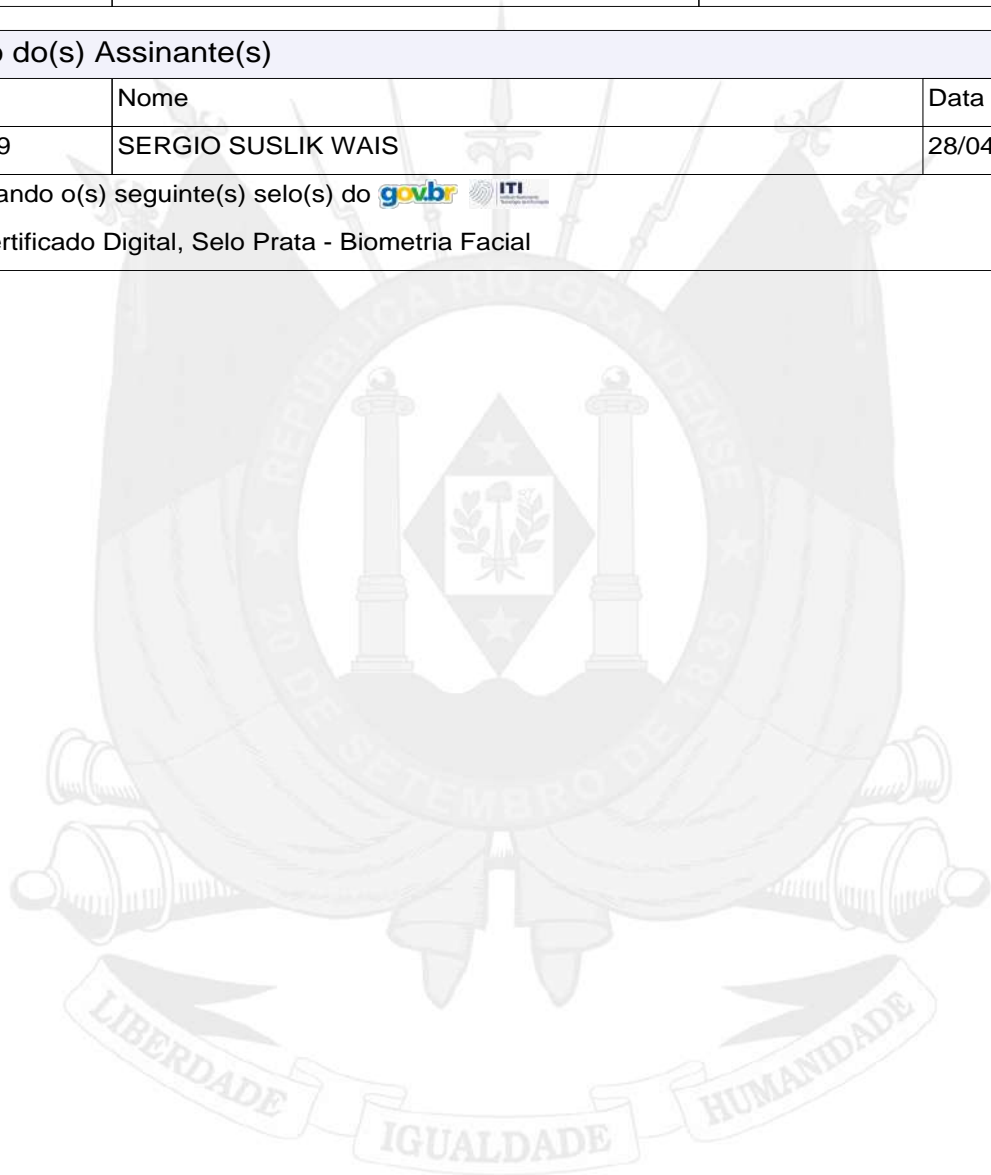 o do(s) Assinante(s)
Nome Data
9 SERGIO SUSLIK WAIS 28/04
ando o(s) seguinte(s) selo(s) do gov.br ITI
ertificado Digital, Selo Prata - Biometria Facial
REPÚBLICA RIO-GRANDENSE
20 DE SETEMBRO DE 1835
LIBERDADE IGUALDADE HUMANIDADE